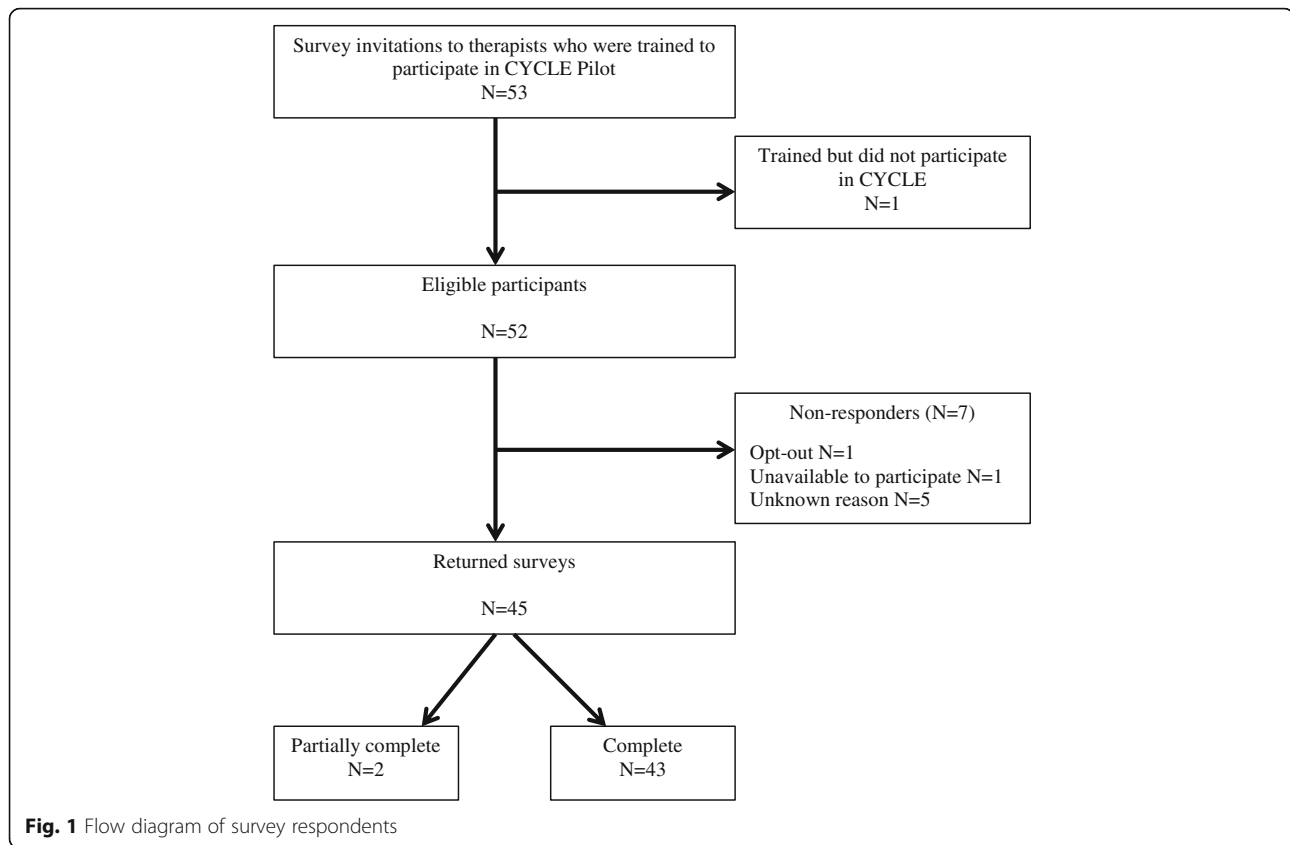 Survey invitations to therapists who were trained to
participate in CYCLE Pilot
N=53
Trained but did not participate
in CYCLE
N=1
Eligible participants
N=52
Non-responders (N=7)
Opt-out N=1
Unavailable to participate N=1
Unknown reason N=5
Returned surveys
N=45
Partially complete
N=2
Complete
N=43
Fig. 1 Flow diagram of survey respondents